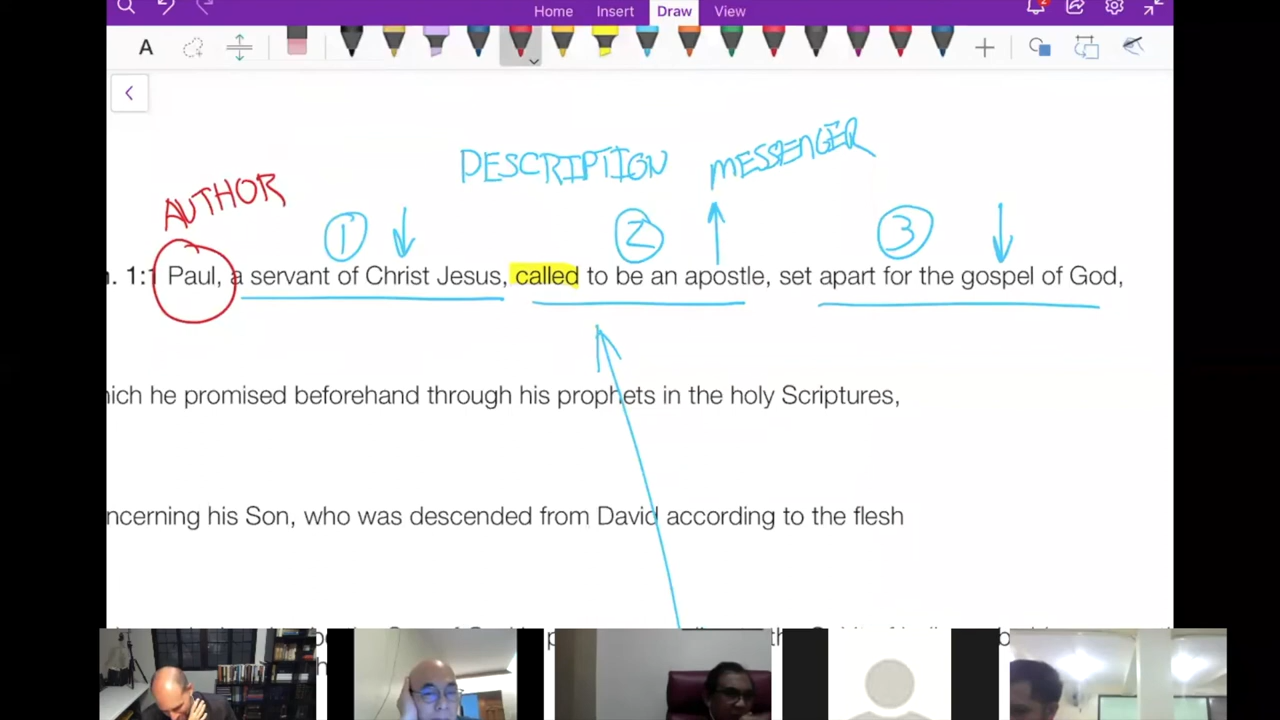 Home Insert Draw View
A
DESCRIPTION MESSENGER
AUTHOR
1 2 3
1:1 Paul, a servant of Christ Jesus, called to be an apostle, set apart for the gospel of God,
he promised beforehand through his prophets in the holy Scriptures,
his Son, who was descended from David according to the flesh